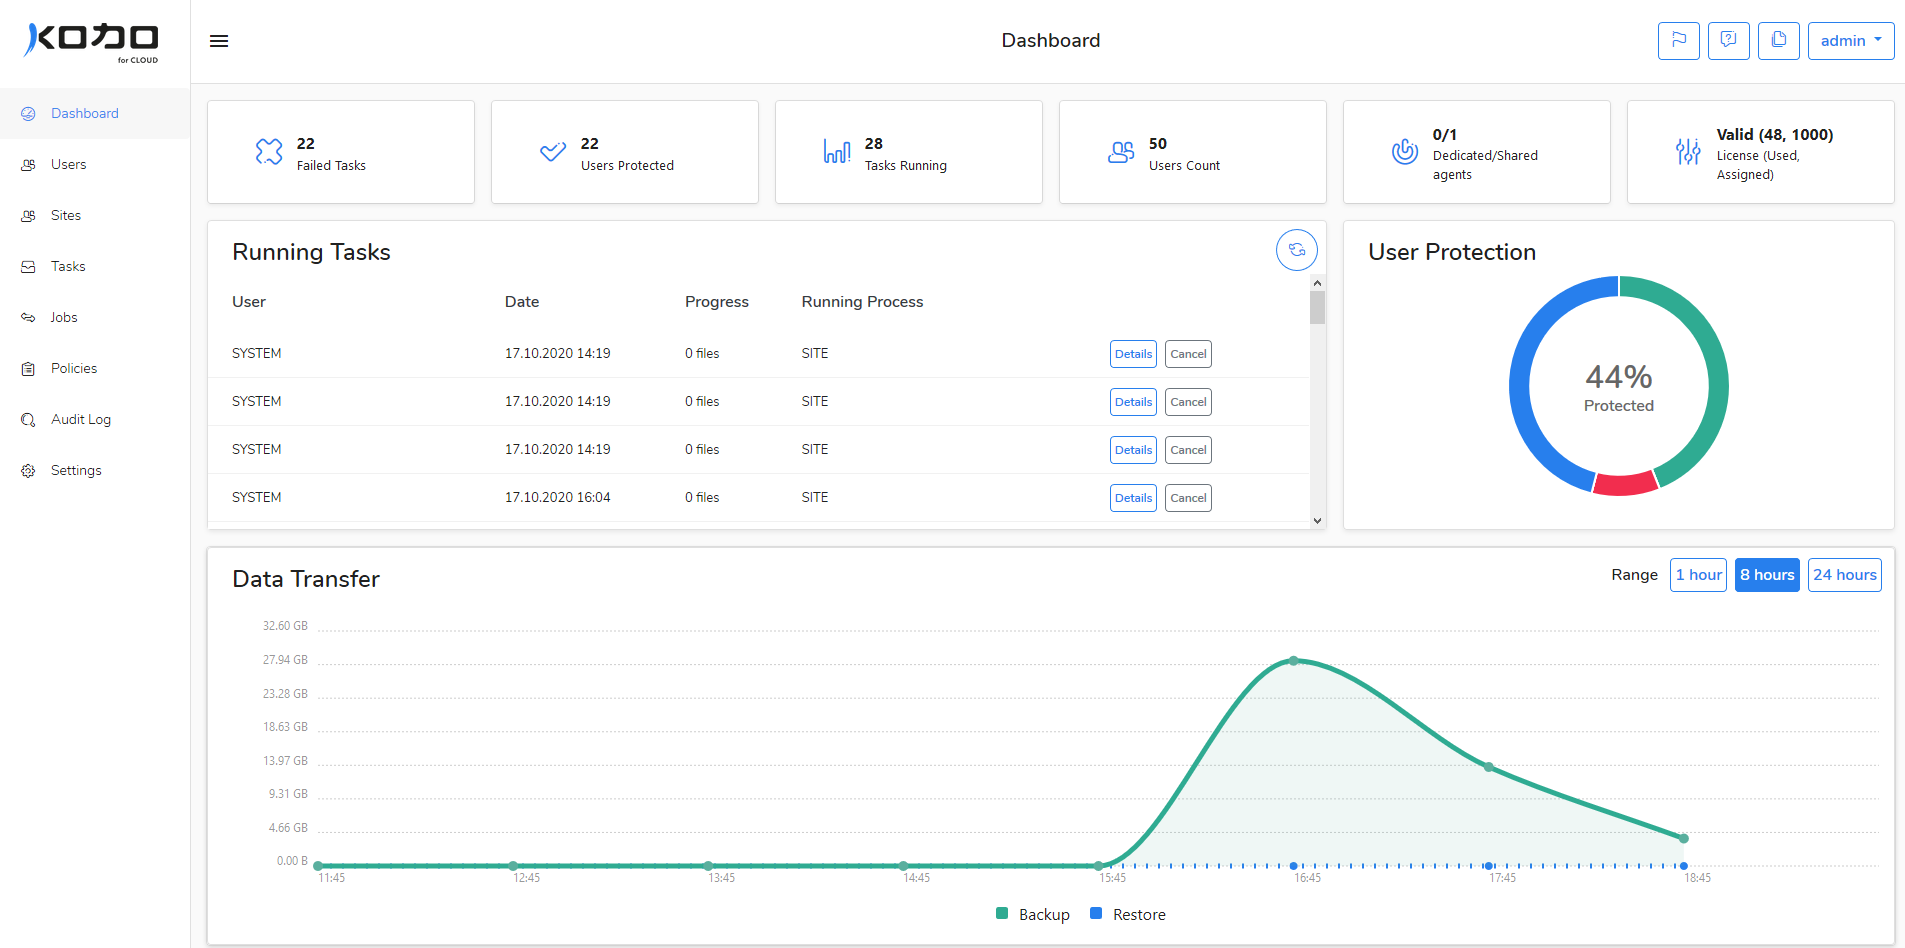 KODO
for CLOUD
Dashboard
admin
Dashboard
Users
Sites
Tasks
Jobs
Policies
Audit Log
Settings
22
Failed Tasks
22
Users Protected
28
Tasks Running
50
Users Count
0/1
Dedicated/Shared
agents
Valid (48, 1000)
License (Used,
Assigned)
Running Tasks
User Date Progress Running Process
SYSTEM 17.10.2020 14:19 0 files SITE Details Cancel
SYSTEM 17.10.2020 14:19 0 files SITE Details Cancel
SYSTEM 17.10.2020 14:19 0 files SITE Details Cancel
SYSTEM 17.10.2020 16:04 0 files SITE Details Cancel
User Protection
44%
Protected
Data Transfer
Range 1 hour 8 hours 24 hours
32.60 GB
27.94 GB
23.28 GB
18.63 GB
13.97 GB
9.31 GB
4.66 GB
0.00 B
11:45 12:45 13:45 14:45 15:45 16:45 17:45 18:45
Backup Restore